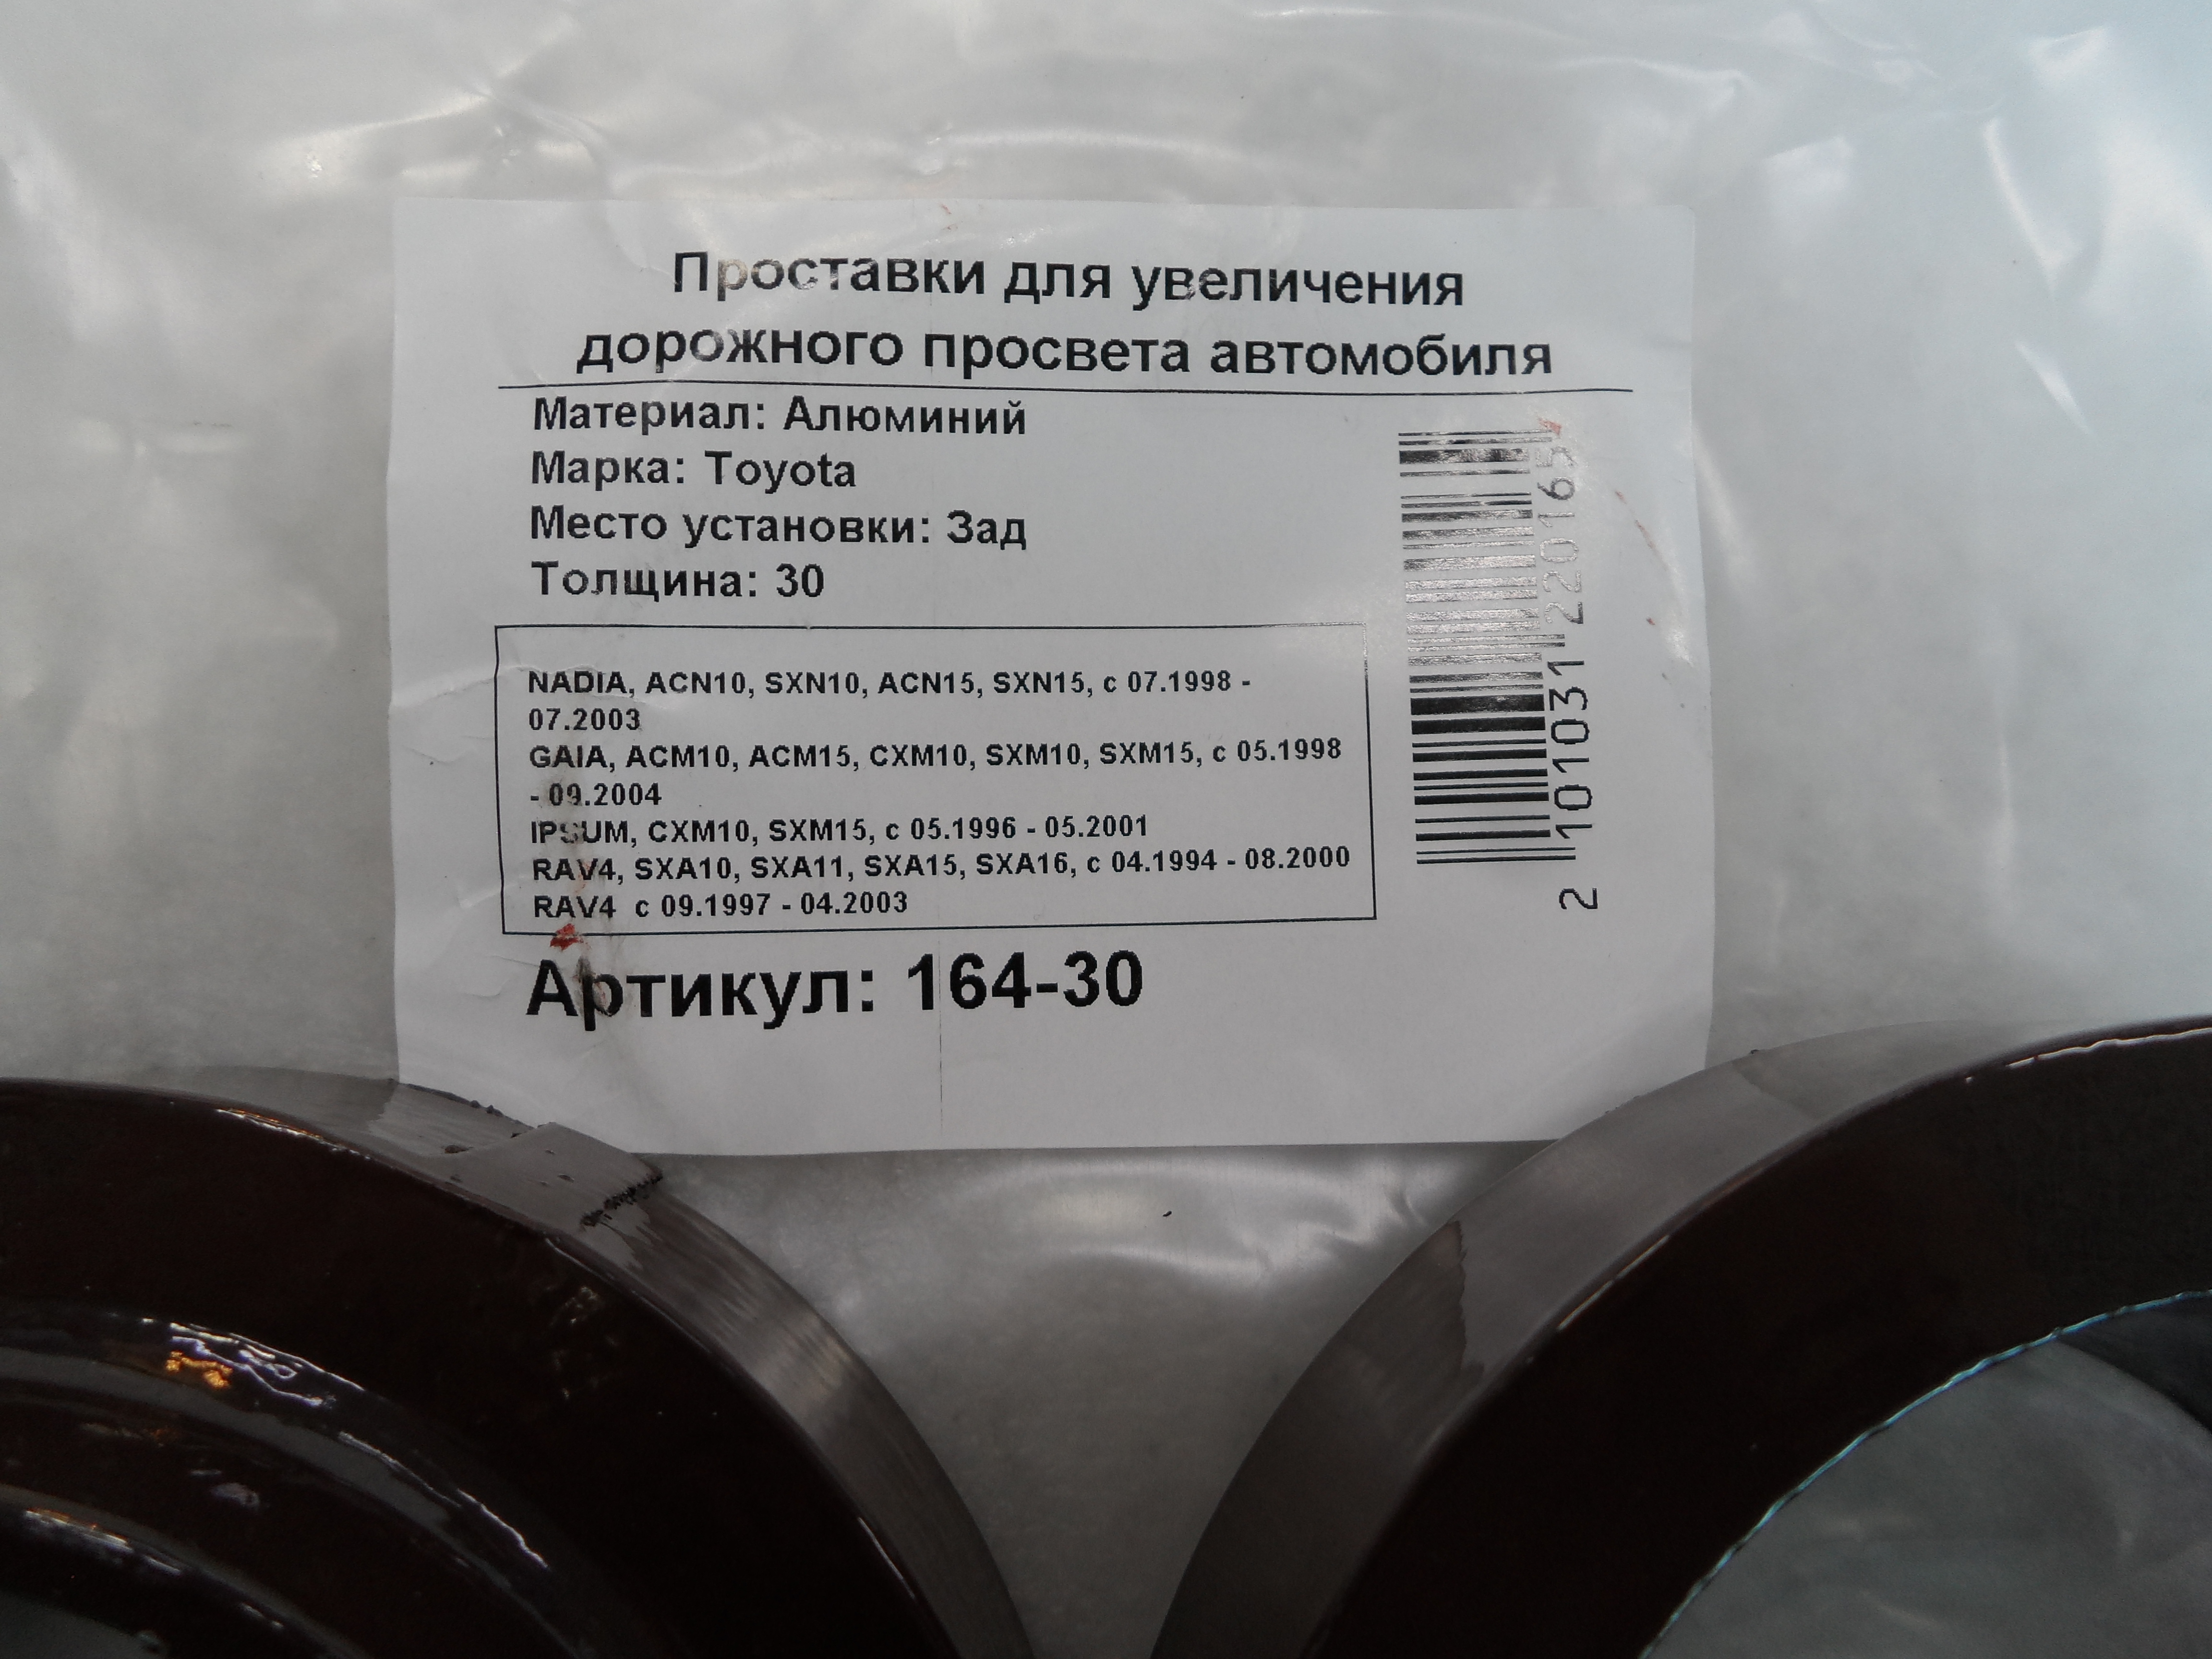 Проставки для увеличения
дорожного просвета автомобиля
Материал: Алюминий
Марка: Toyota
Место установки: Зад
Толщина: 30
NADIA, ACN10, SXN10, ACN15, SXN15, с 07.1998 -
07.2003
GAIA, ACM10, ACM15, CXM10, SXM10, SXM15, с 05.1998
- 09.2004
IPSUM, CXM10, SXM15, с 05.1996 - 05.2001
RAV4, SXA10, SXA11, SXA15, SXA16, с 04.1994 - 08.2000
RAV4  с 09.1997 - 04.2003
Артикул: 164-30
2 101031 220165